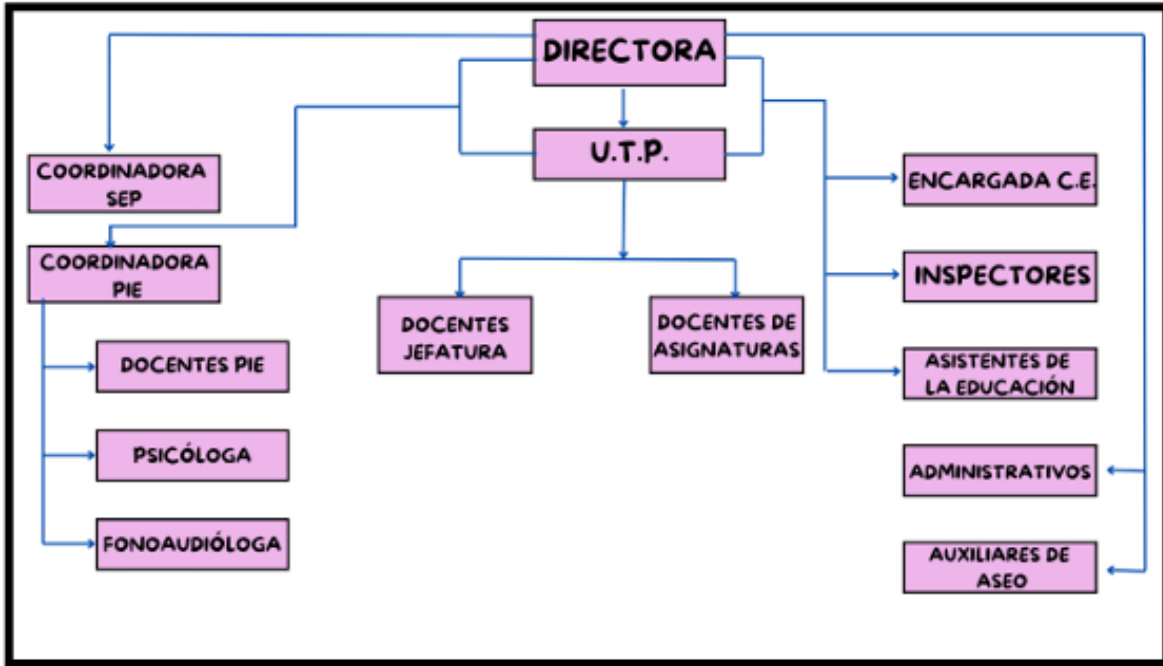 DIRECTORA
U.T.P.
COORDINADORA
SEP
COORDINADORA
PIE
DOCENTES PIE
PSICÓLOGA
FONOAUDIÓLOGA
DOCENTES
JEFATURA
DOCENTES DE
ASIGNATURAS
ENCARGADA C.E.
INSPECTORES
ASISTENTES DE
LA EDUCACIÓN
ADMINISTRATIVOS
AUXILIARES DE
ASEO